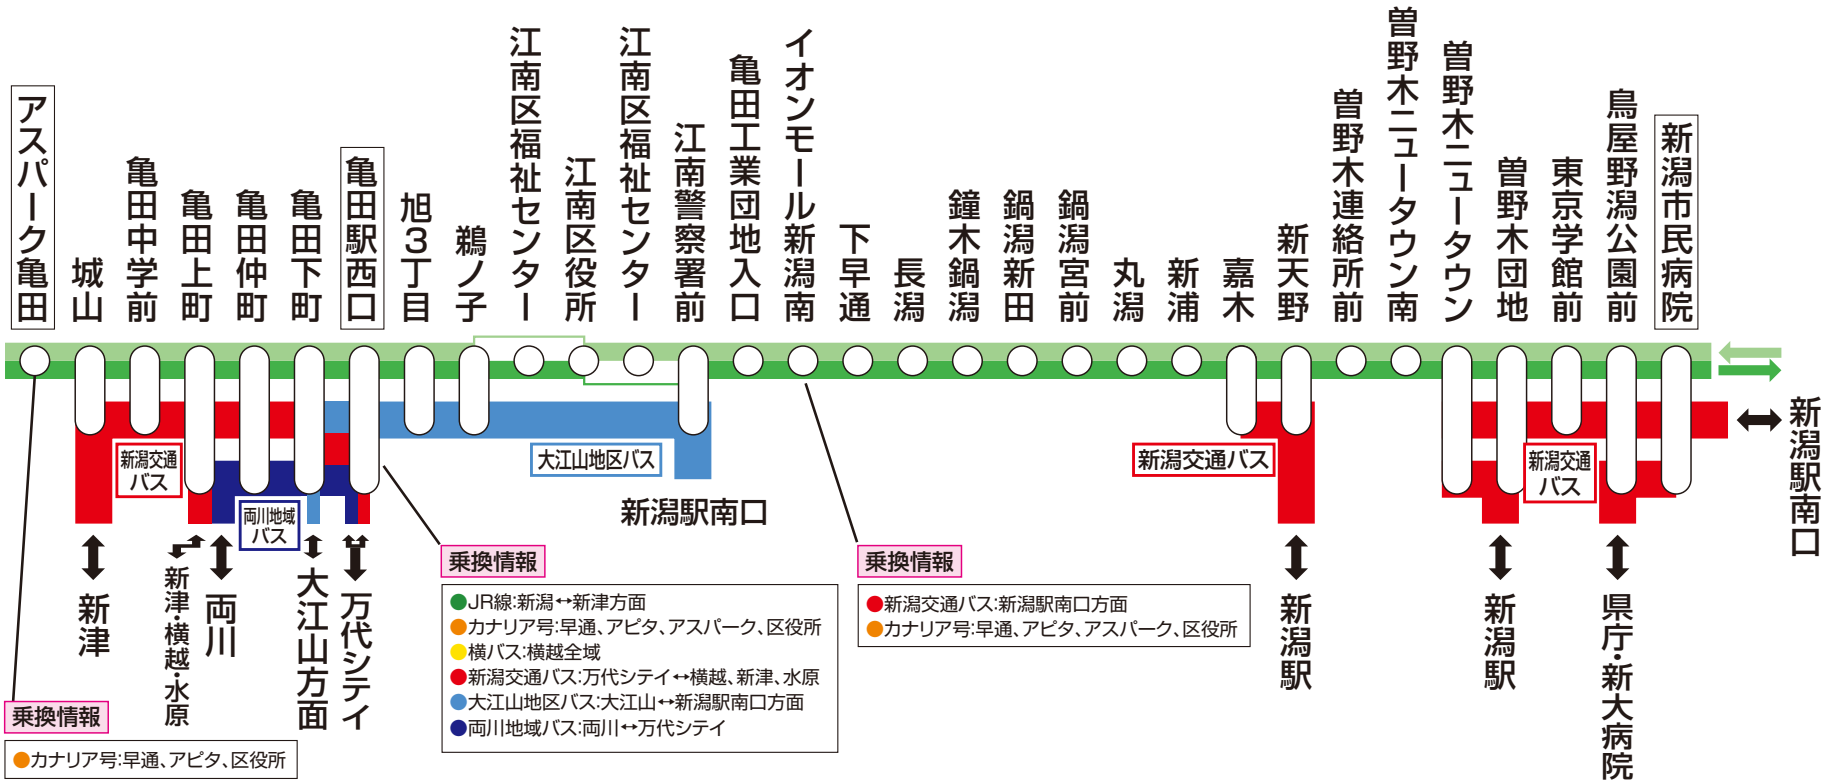 アスパーク亀田
城山
亀田中学前
亀田上町
亀田仲町
亀田下町
亀田駅西口
旭3丁目
鵜ノ子
江南区福祉センター
江南区役所
江南区福祉センター
江南警察署前
亀田工業団地入口
イオンモール新潟南
下早通
長潟
鐘木鍋潟
鍋潟新田
鍋潟宮前
丸潟
新浦
嘉木
新天野
曽野木連絡所前
曽野木ニュータウン南
曽野木ニュータウン
曽野木団地
東京学館前
鳥屋野潟公園前
新潟市民病院
新潟交通
バス
両川地域
バス
大江山地区バス
新潟駅南口
新潟交通バス
新潟交通
バス
新潟駅南口
新津
新津・横越・水原
両川
大江山方面
万代シテイ
新潟駅
新潟駅
県庁・新大病院
乗換情報
●カナリア号:早通、アピタ、区役所
乗換情報
●JR線:新潟↔新津方面
●カナリア号:早通、アピタ、アスパーク、区役所
●横バス:横越全域
●新潟交通バス:万代シテイ↔横越、新津、水原
●大江山地区バス:大江山↔新潟駅南口方面
●両川地域バス:両川↔万代シテイ
乗換情報
●新潟交通バス:新潟駅南口方面
●カナリア号:早通、アピタ、アスパーク、区役所